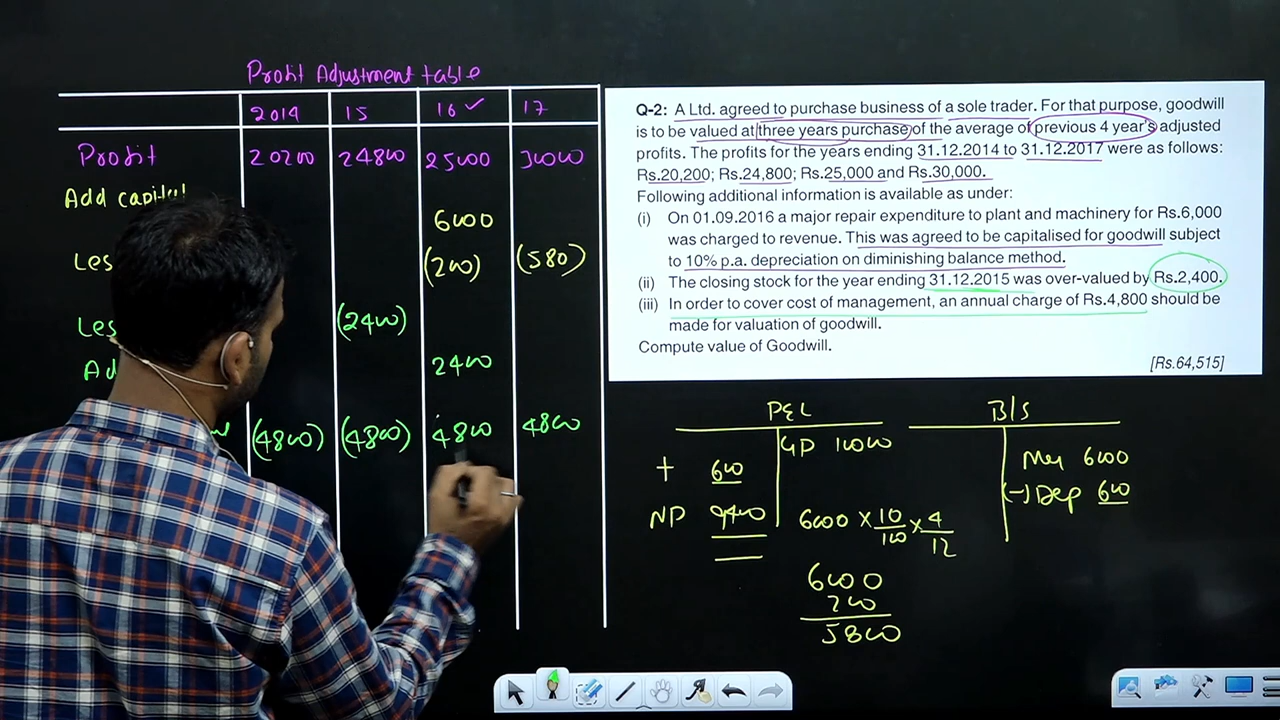 Profit Adjustment table
2014 15 16 ✓ 17
Profit 20200 24800 25000 30000
Add capital
6000
Les (200) (580)
Les (2400)
Ad 2400
(4800) (4800) 4800 4800
Q-2: A Ltd. agreed to purchase business of a sole trader. For that purpose, goodwill
is to be valued at three years purchase of the average of previous 4 year's adjusted
profits. The profits for the years ending 31.12.2014 to 31.12.2017 were as follows:
Rs.20,200; Rs.24,800; Rs.25,000 and Rs.30,000.
Following additional information is available as under:
(i) On 01.09.2016 a major repair expenditure to plant and machinery for Rs.6,000
was charged to revenue. This was agreed to be capitalised for goodwill subject
to 10% p.a. depreciation on diminishing balance method.
(ii) The closing stock for the year ending 31.12.2015 was over-valued by Rs.2,400.
(iii) In order to cover cost of management, an annual charge of Rs.4,800 should be
made for valuation of goodwill.
Compute value of Goodwill.
[Rs.64,515]
P&L
GP 10000
+ 600
NP 9400
B/S
6000
(-) Dep 600
6000 × 10/100 × 4/12
6000
200
5800